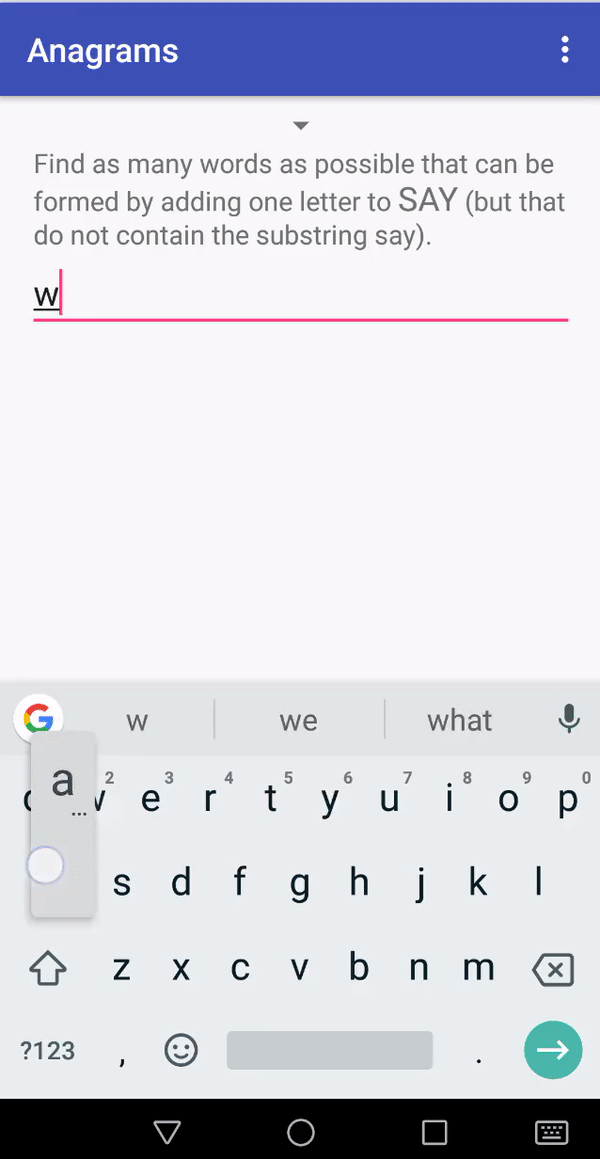 Anagrams
Find as many words as possible that can be
formed by adding one letter to SAY (but that
do not contain the substring say).
w
w we what
a
...
2 3 4 5 6 7 8 9 0
e r t y u i o p
s d f g h j k l
z x c v b n m
?123 , .